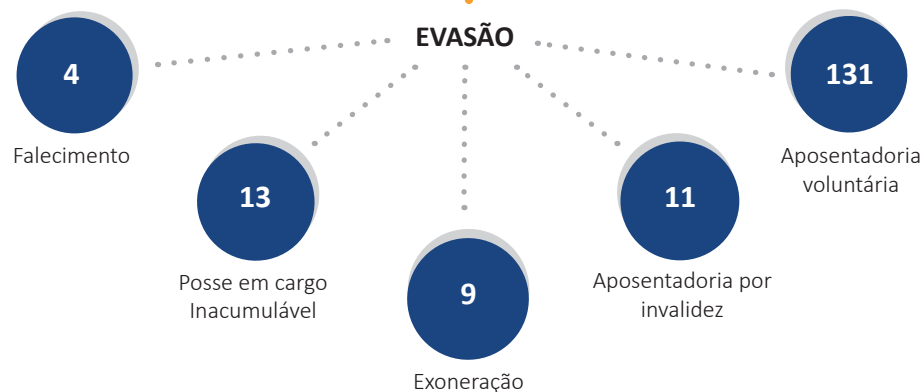 EVASÃO
4
Falecimento
13
Posse em cargo
Inacumulável
9
Exoneração
11
Aposentadoria por
invalidez
131
Aposentadoria
voluntária